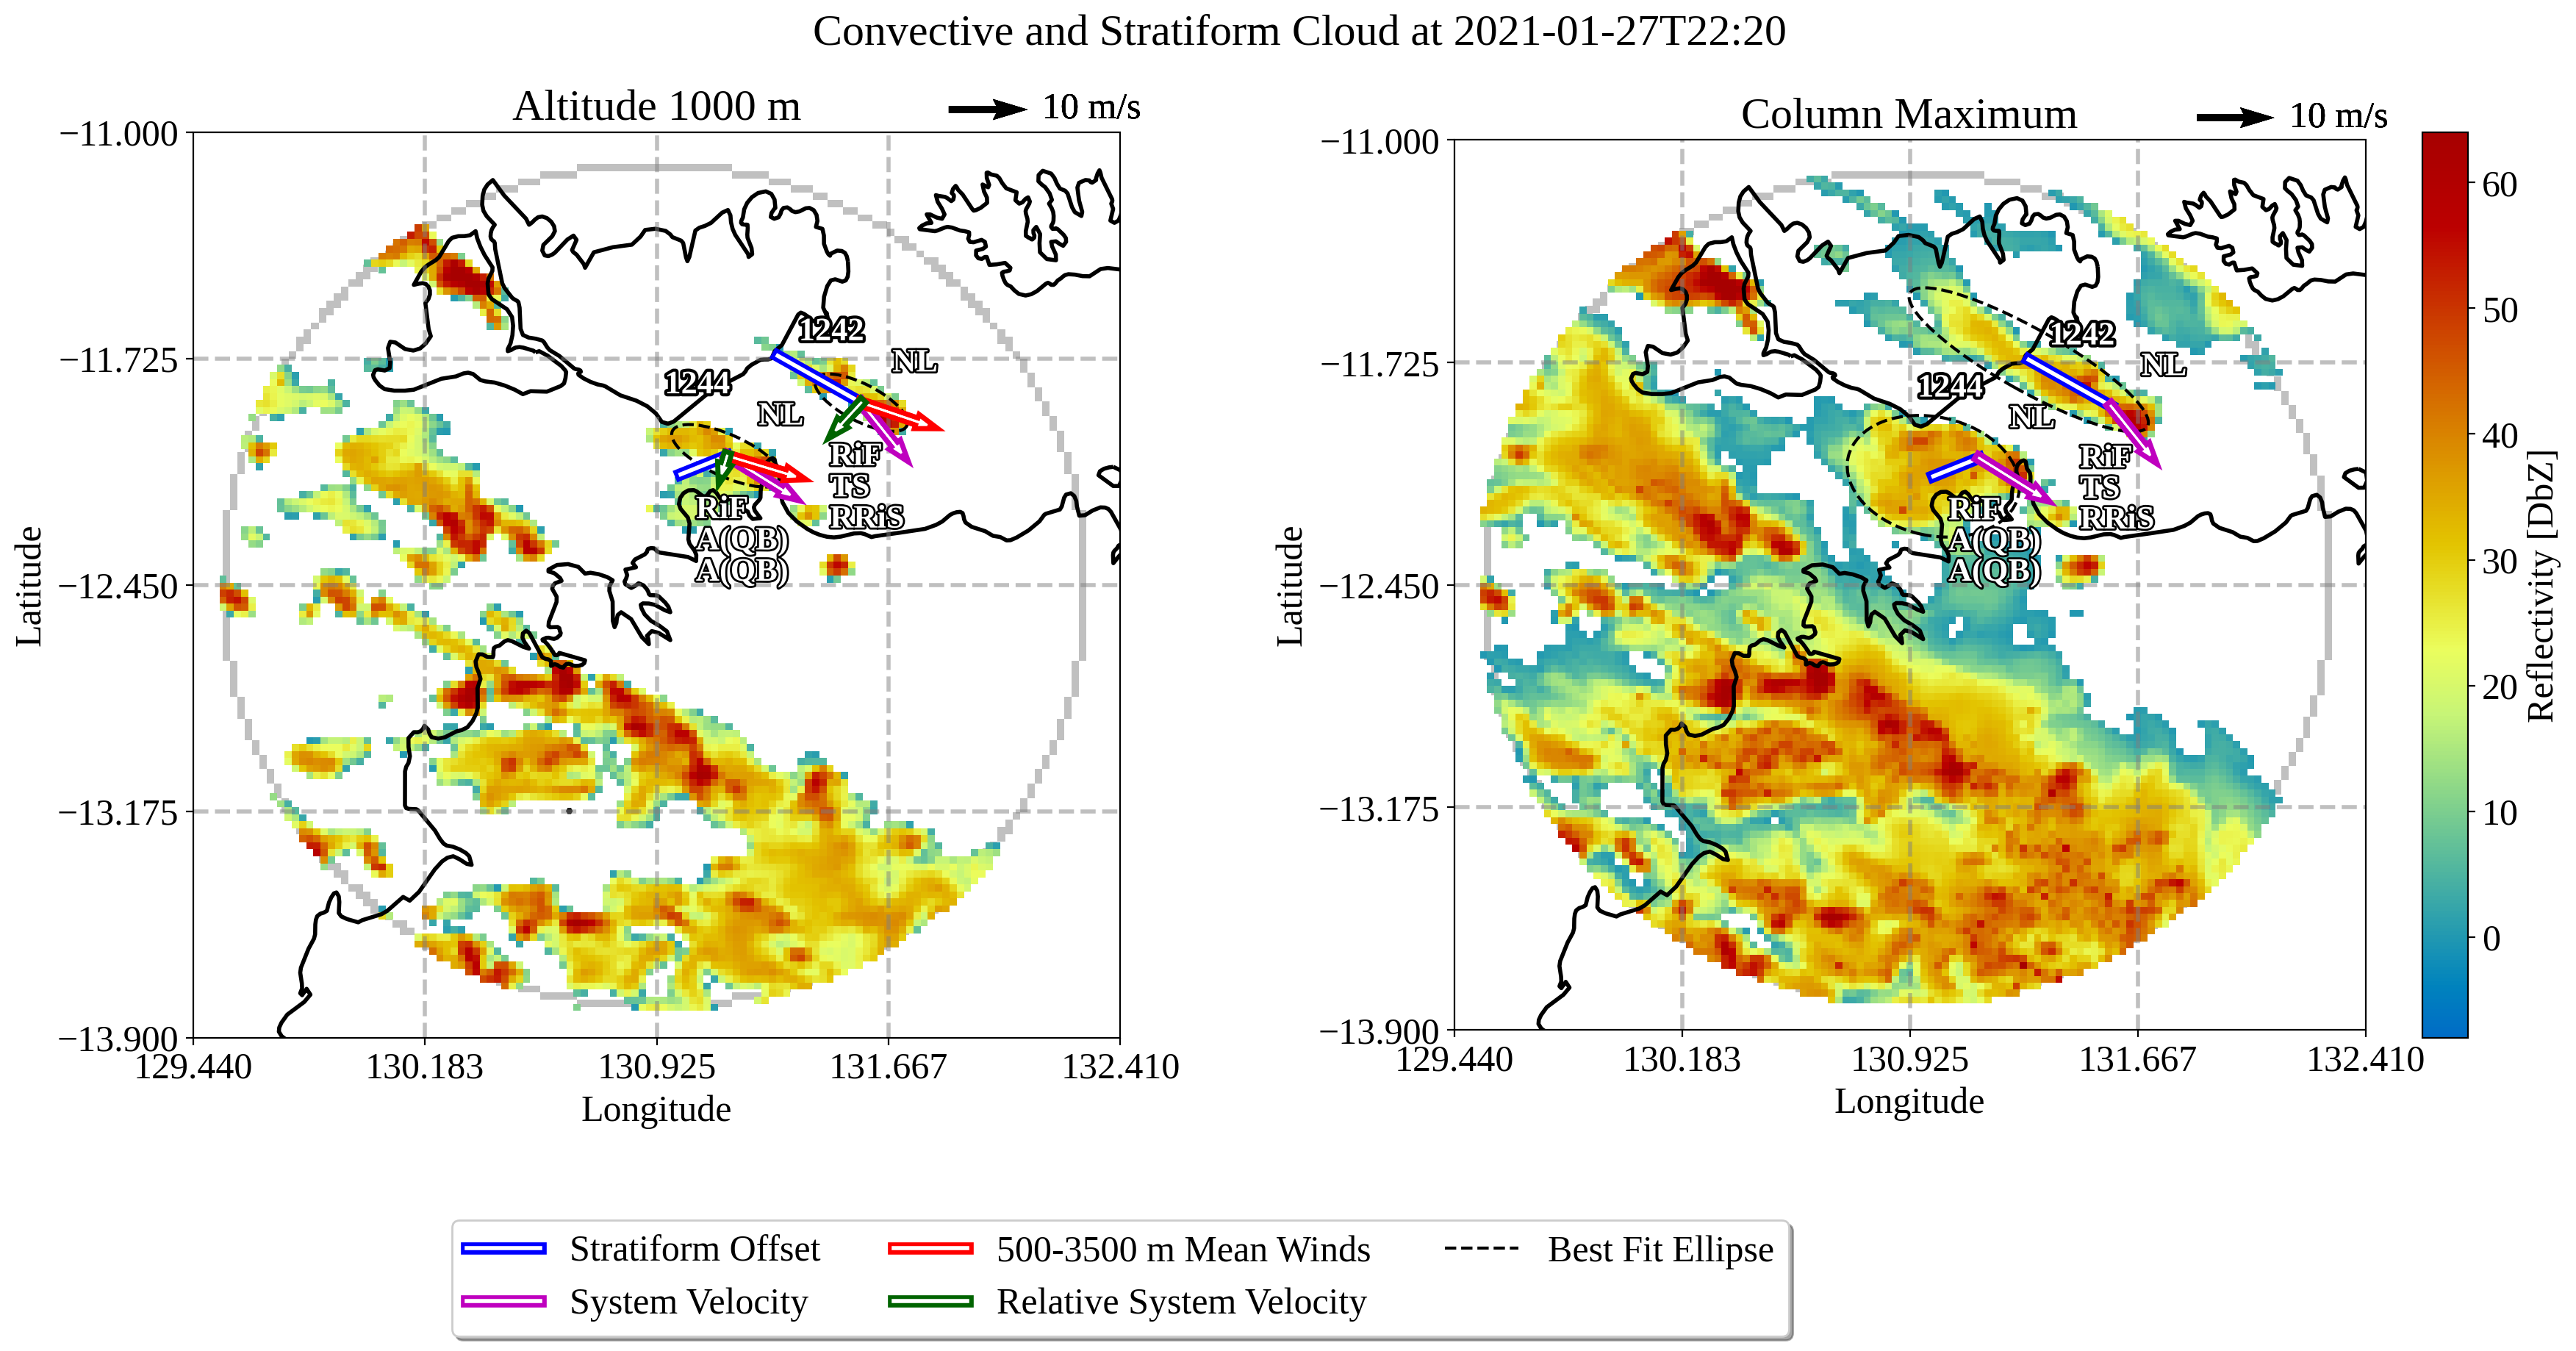 Convective and Stratiform Cloud at 2021-01-27T22:20
Altitude 1000 m
10 m/s
−11.000
−11.725
−12.450
−13.175
−13.900
Latitude
129.440
130.183
130.925
131.667
132.410
Longitude
1242
NL
1244
NL
RiF
TS
RRiS
RiF
A(QB)
A(QB)
Column Maximum
10 m/s
−11.000
−11.725
−12.450
−13.175
−13.900
Latitude
129.440
130.183
130.925
131.667
132.410
Longitude
1242
NL
1244
NL
RiF
TS
RRiS
RiF
A(QB)
A(QB)
60
50
40
30
20
10
0
Reflectivity [DbZ]
Stratiform Offset
System Velocity
500-3500 m Mean Winds
Relative System Velocity
Best Fit Ellipse